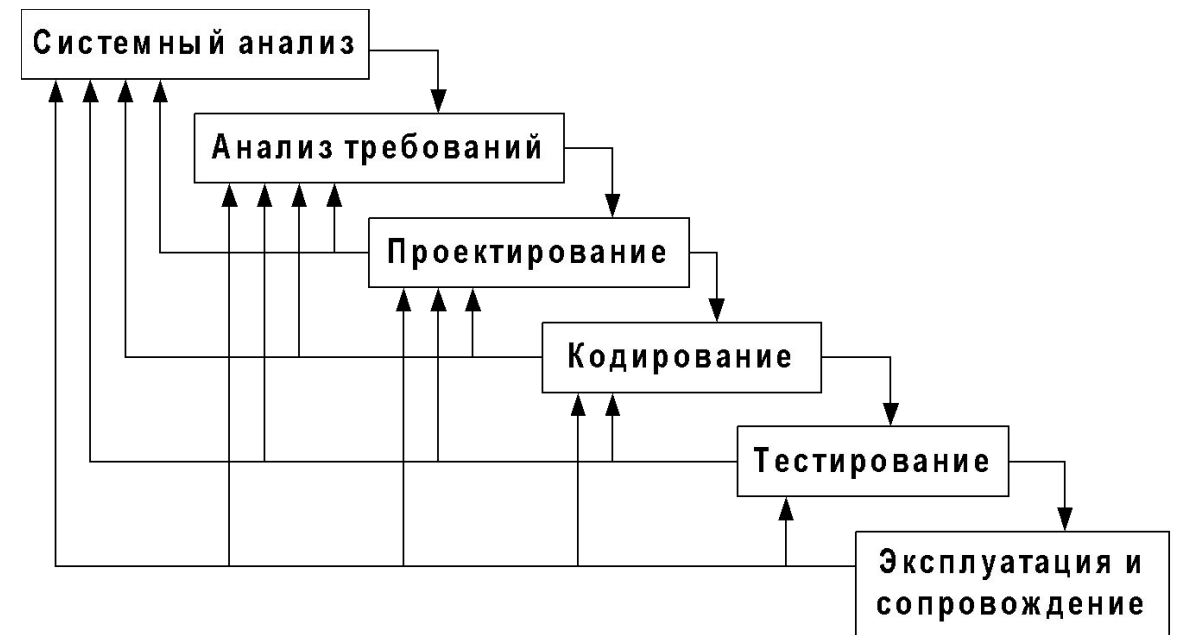 Системный анализ
Анализ требований
Проектирование
Кодирование
Тестирование
Эксплуатация и
сопровождение